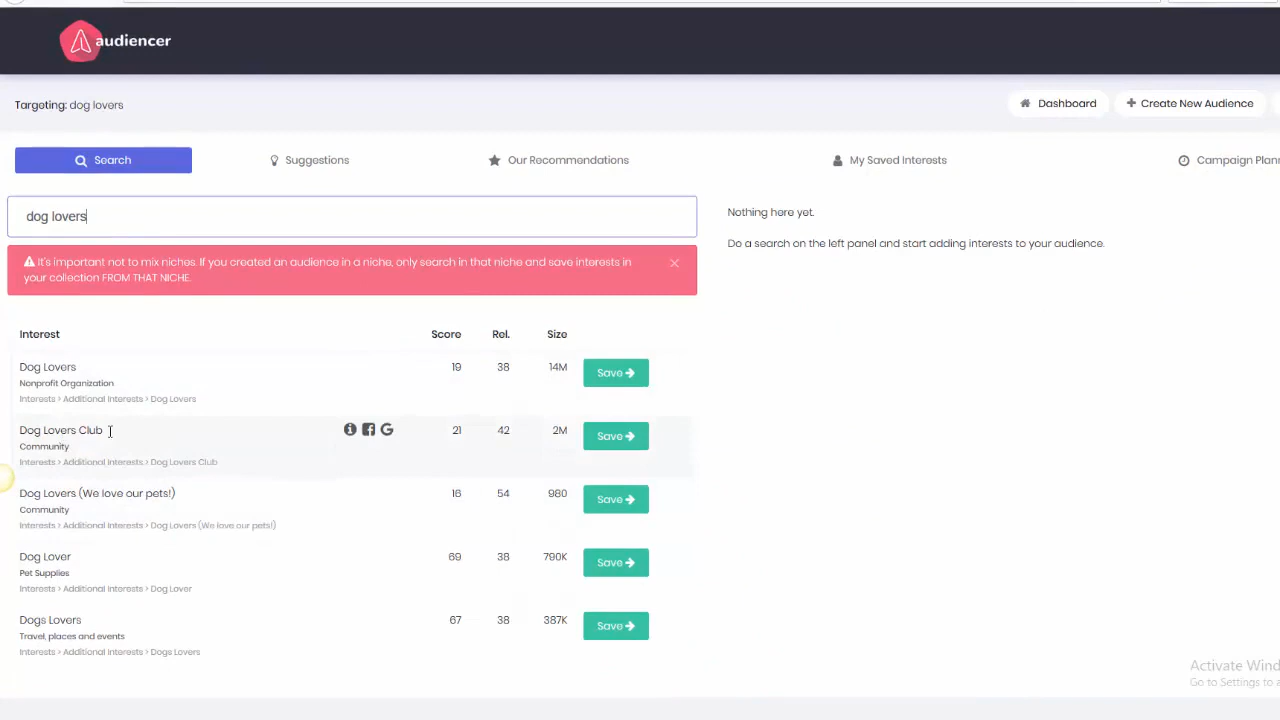 audiencer
Targeting: dog lovers
Dashboard
Create New Audience
Search
Suggestions
Our Recommendations
My Saved Interests
Campaign
dog lovers
It's important not to mix niches. If you created an audience in a niche, only search in that niche and save interests in
your collection FROM THAT NICHE.
Nothing here yet.
Do a search on the left panel and start adding interests to your audience.
Interest Score Rel. Size
Dog Lovers 19 38 14M Save
Nonprofit Organization
Interests > Additional Interests > Dog Lovers
Dog Lovers Club 21 42 2M Save
Community
Interests > Additional Interests > Dog Lovers Club
Dog Lovers (We love our pets!) 16 54 980 Save
Community
Interests > Additional Interests > Dog Lovers (We love our pets!)
Dog Lover 69 38 790K Save
Pet Supplies
Interests > Additional Interests > Dog Lover
Dogs Lovers 67 38 387K Save
Travel, places and events
Interests > Additional Interests > Dogs Lovers
Activate Wind
Go to Settings to a